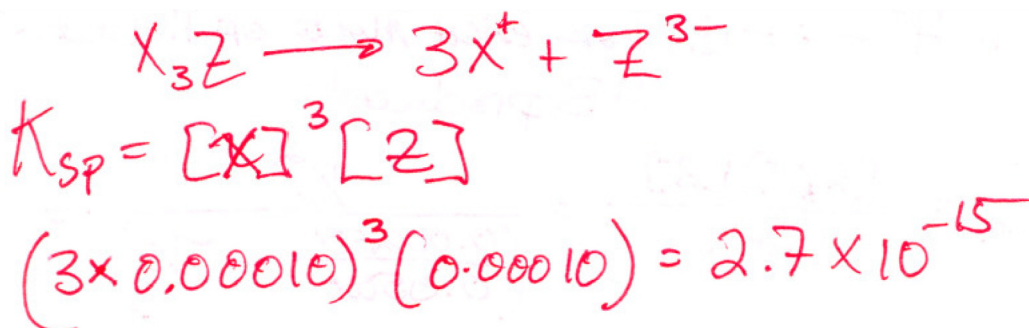 X₃Z → 3X⁺ + Z³⁻
Ksp = [X]³ [Z]
(3×0.00010)³ (0.00010) = 2.7 × 10⁻¹⁵